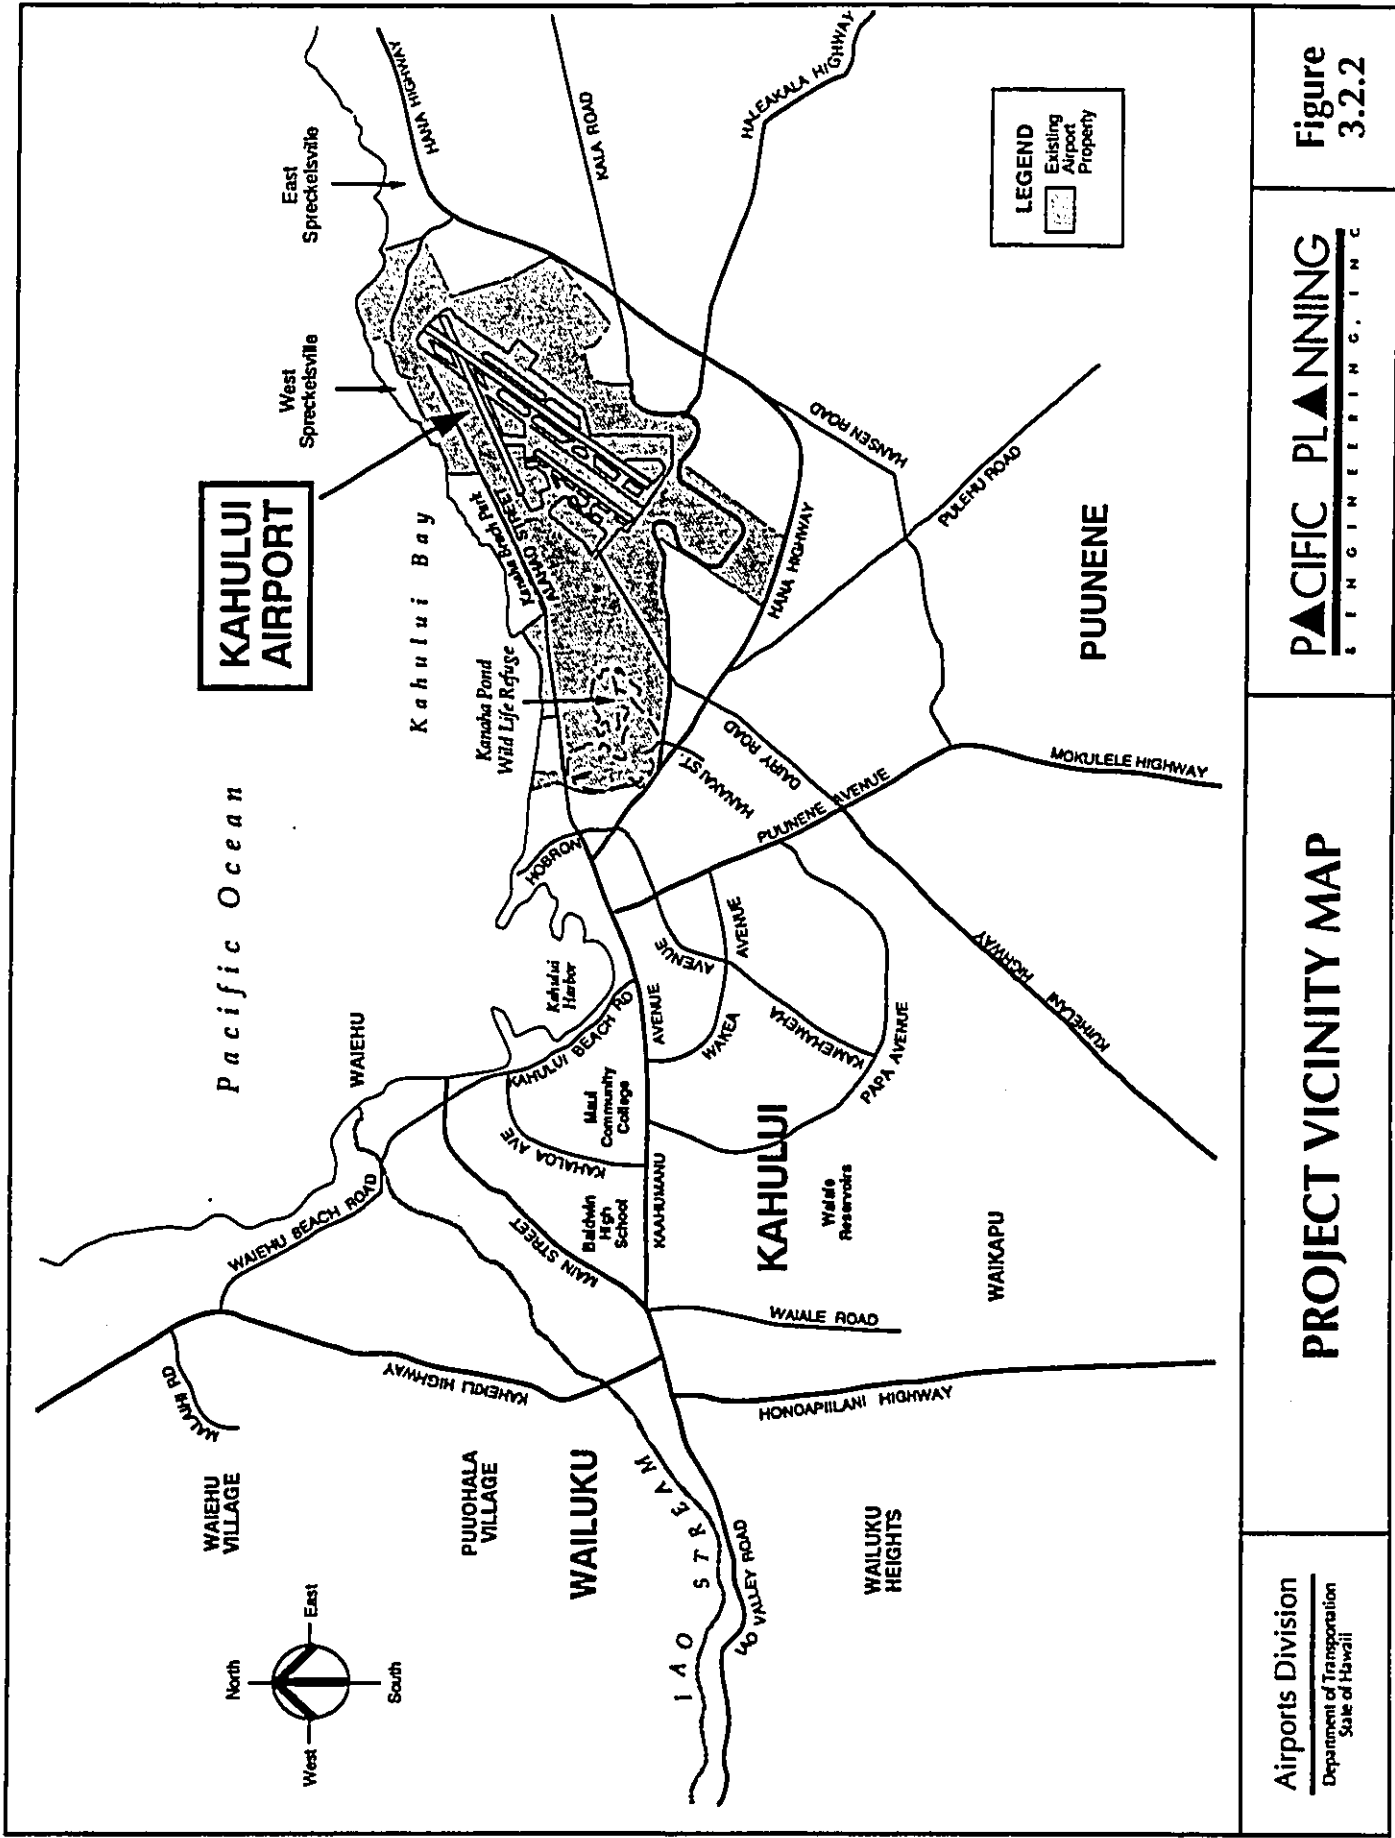 Pacific Ocean
KAHULUI
AIRPORT
West
Spreckelsville
East
Spreckelsville
HANA HIGHWAY
Kahului Bay
Kanaha Beach Park
ALAHAO STREET
Kanaha Pond
Wild Life Refuge
KALA ROAD
HALEAKALA HIGHWAY
WAIEHU
VILLAGE
MALAIHI RD
WAIEHU BEACH ROAD
WAIEHU
KAHEKILI HIGHWAY
PUUOHALA
VILLAGE
WAILUKU
MAIN STREET
KAHALOA AVE
KAHULUI BEACH RD
Kahului
Harbor
HOBRON
AVENUE
Baldwin
High
School
Maui
Community
College
KAAHUMANU
AVENUE
WAKEA
AVENUE
KAMEHAMEHA
PAPA AVENUE
PUUNENE AVENUE
HANAKAI ST.
DAIRY ROAD
HANA HIGHWAY
HANSEN ROAD
PULEHU ROAD
PUUNENE
MOKULELE HIGHWAY
KUIHELANI
HIGHWAY
KAHULUI
Waiale
Reservoirs
WAIKAPU
WAIALE ROAD
HONOAPIILANI HIGHWAY
WAILUKU
HEIGHTS
IAO STREAM
IAO VALLEY ROAD
North
West
East
South
LEGEND
Existing
Airport
Property
Airports Division
Department of Transportation
State of Hawaii
PROJECT VICINITY MAP
PACIFIC PLANNING
& ENGINEERING, INC
Figure
3.2.2